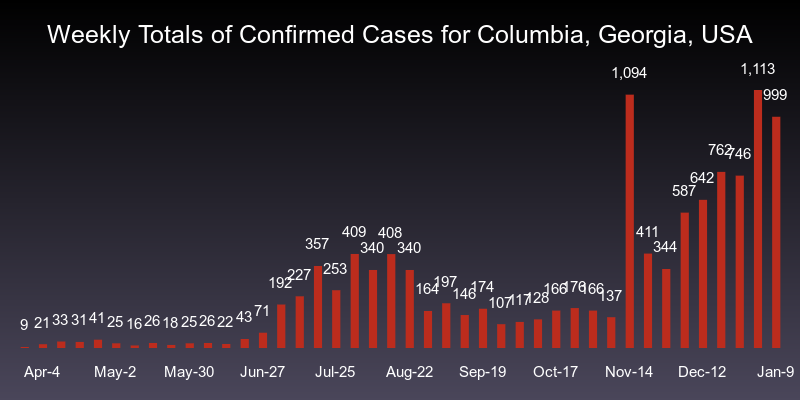 Weekly Totals of Confirmed Cases for Columbia, Georgia, USA
9 21 33 31 41 25 16 26 18 25 26 22 43 71 192 227 357 253 409 340 408 340 164 197 146 174 107 117 128 166 176 166 137 1,094 411 344 587 642 762 746 1,113 999
Apr-4 May-2 May-30 Jun-27 Jul-25 Aug-22 Sep-19 Oct-17 Nov-14 Dec-12 Jan-9